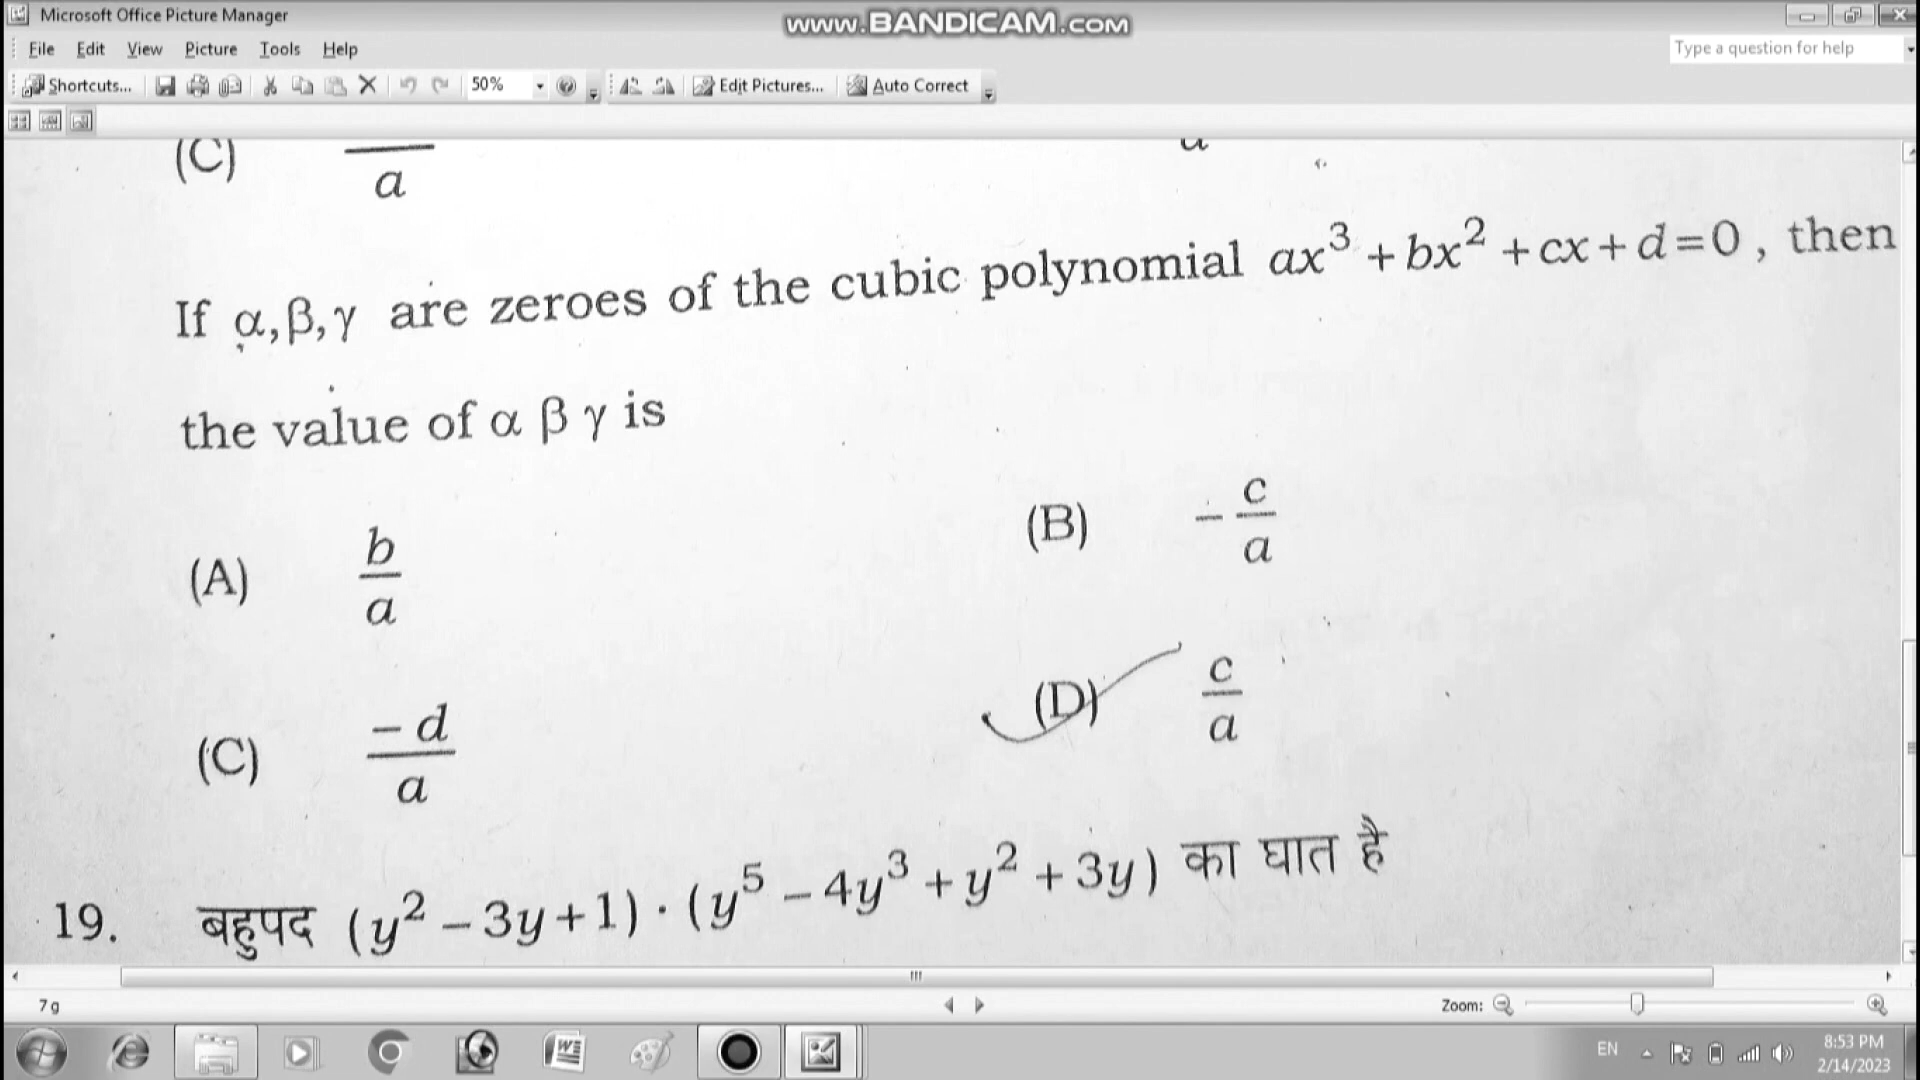 Microsoft Office Picture Manager
www.BANDICAM.com
File Edit View Picture Tools Help
Type a question for help
Shortcuts... 50% Edit Pictures... Auto Correct
(C) a
If α,β,γ are zeroes of the cubic polynomial ax³ + bx² + cx + d = 0 , then
the value of α β γ is
(A) b/a (B) - c/a
(C) -d/a (D) c/a
19. बहुपद (y² - 3y + 1) · (y⁵ - 4y³ + y² + 3y) का घात है
7g
Zoom:
EN
8:53 PM
2/14/2023